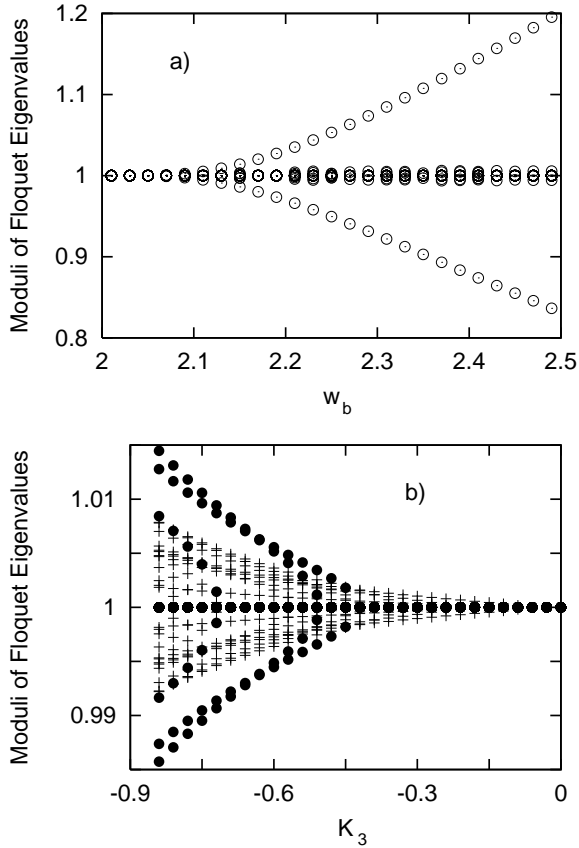 1.2
a)
1.1
1
0.9
0.8
Moduli of Floquet Eigenvalues
2 2.1 2.2 2.3 2.4 2.5
w_b
b)
1.01
1
0.99
Moduli of Floquet Eigenvalues
-0.9 -0.6 -0.3 0
K_3